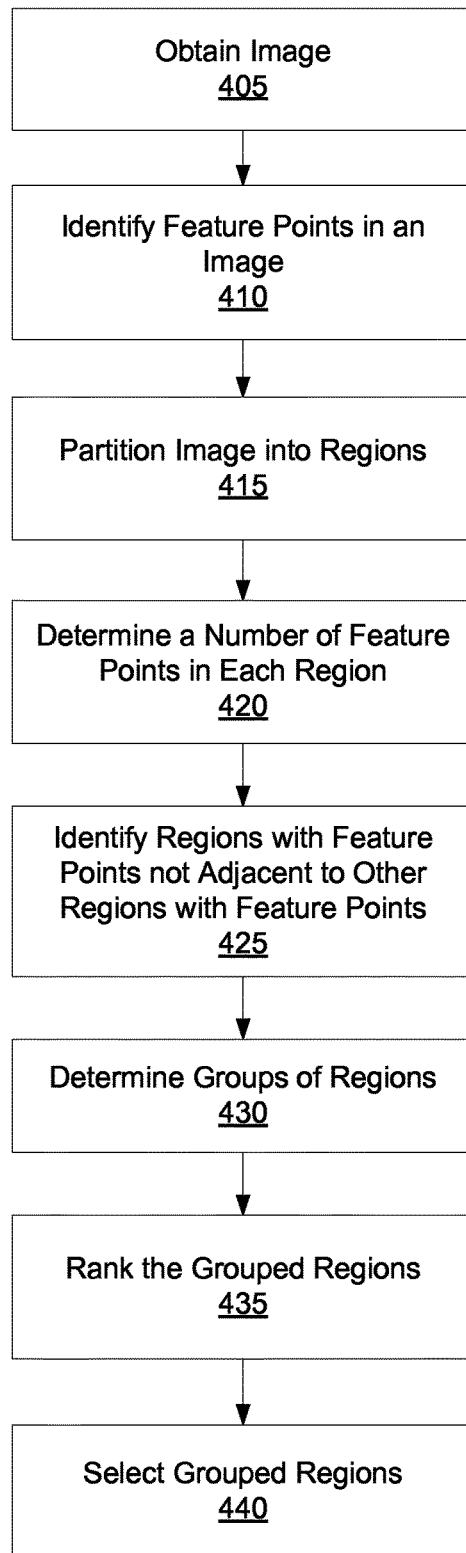 Obtain Image
405
Identify Feature Points in an
Image
410
Partition Image into Regions
415
Determine a Number of Feature
Points in Each Region
420
Identify Regions with Feature
Points not Adjacent to Other
Regions with Feature Points
425
Determine Groups of Regions
430
Rank the Grouped Regions
435
Select Grouped Regions
440